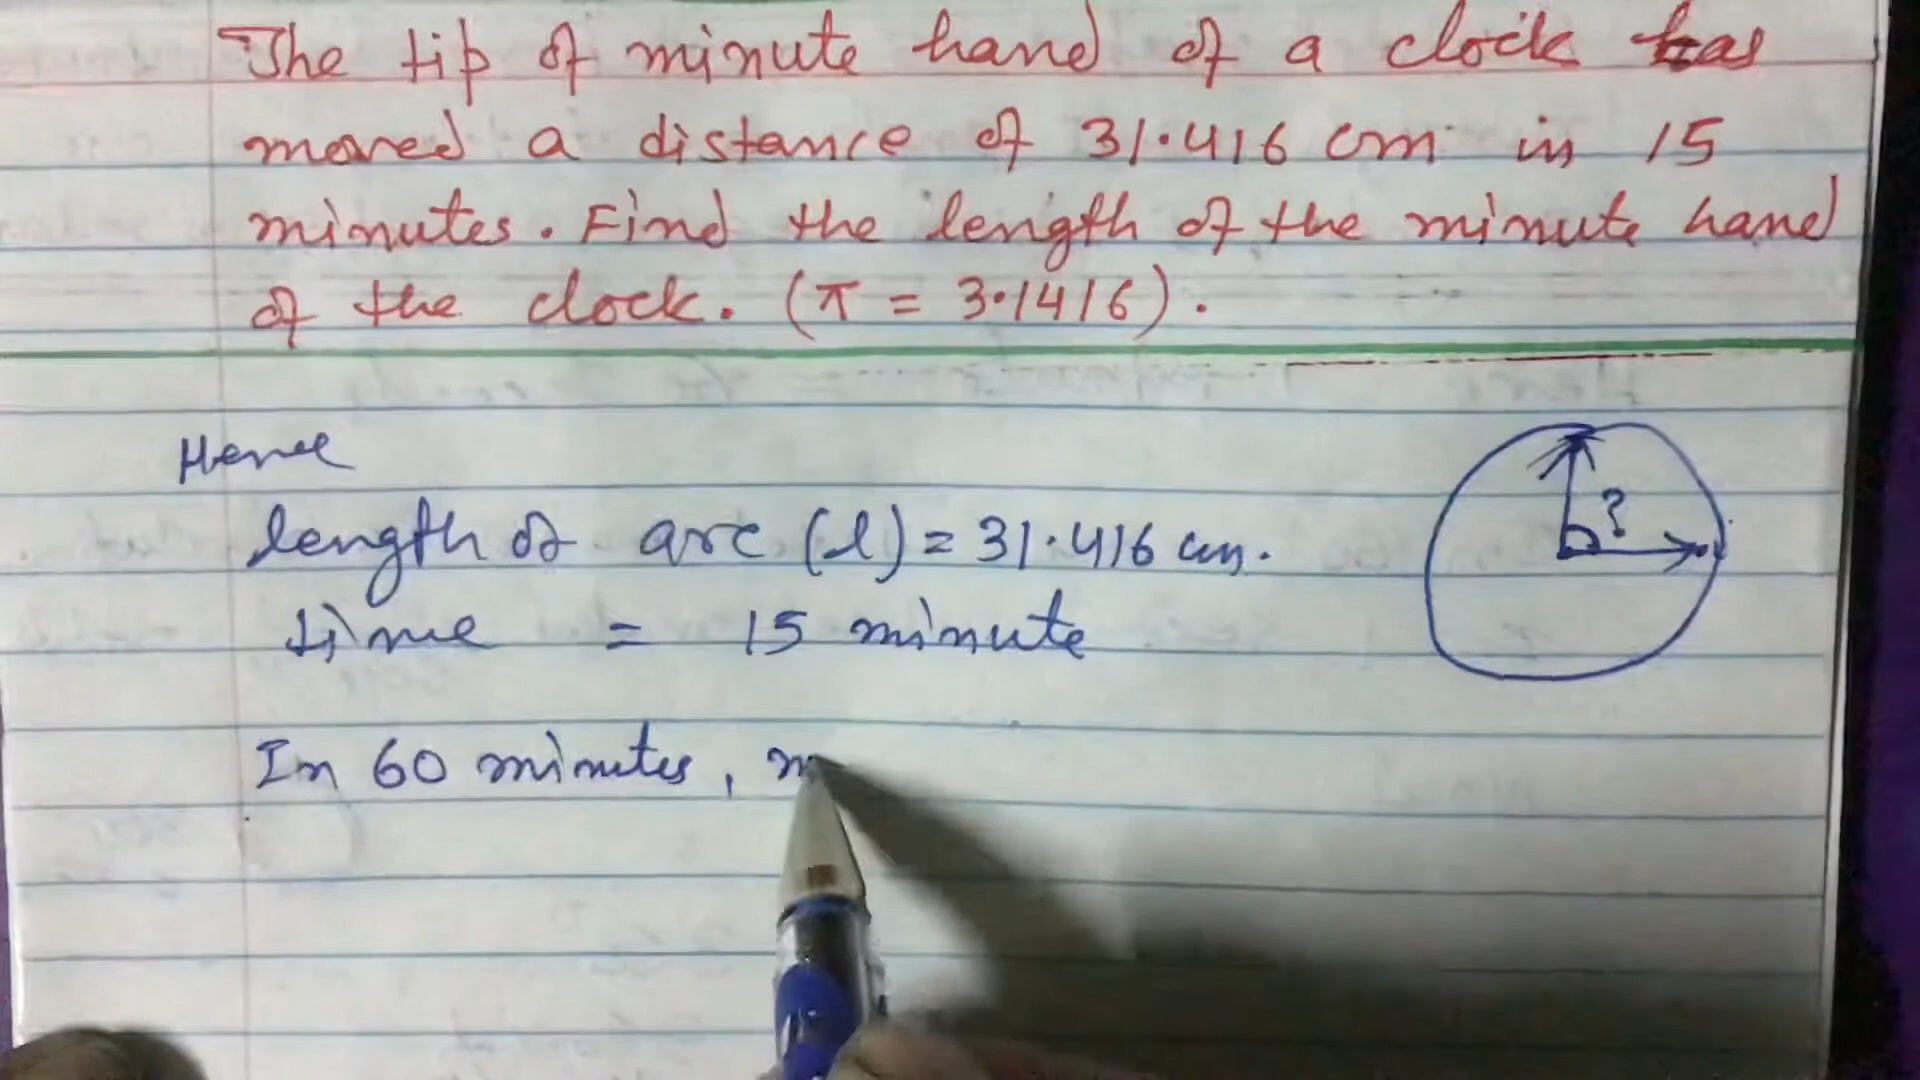 The tip of minute hand of a clock has
moved a distance of 31.416 cm in 15
minutes. Find the length of the minute hand
of the clock. (π = 3.1416).
Hence
length of arc (l) = 31.416 cm.
time = 15 minute
?
In 60 minutes, m